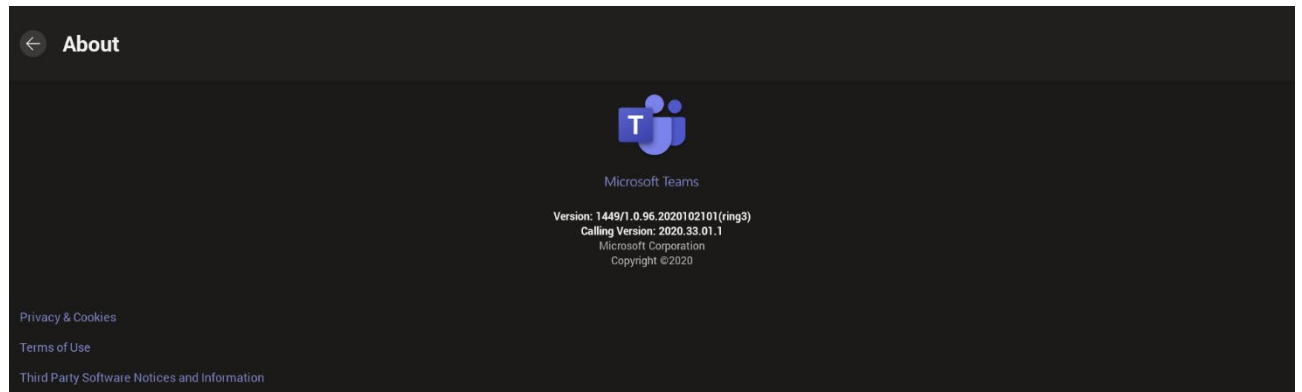 About
T
Microsoft Teams
Version: 1449/1.0.96.2020102101(ring3)
Calling Version: 2020.33.01.1
Microsoft Corporation
Copyright ©2020
Privacy & Cookies
Terms of Use
Third Party Software Notices and Information